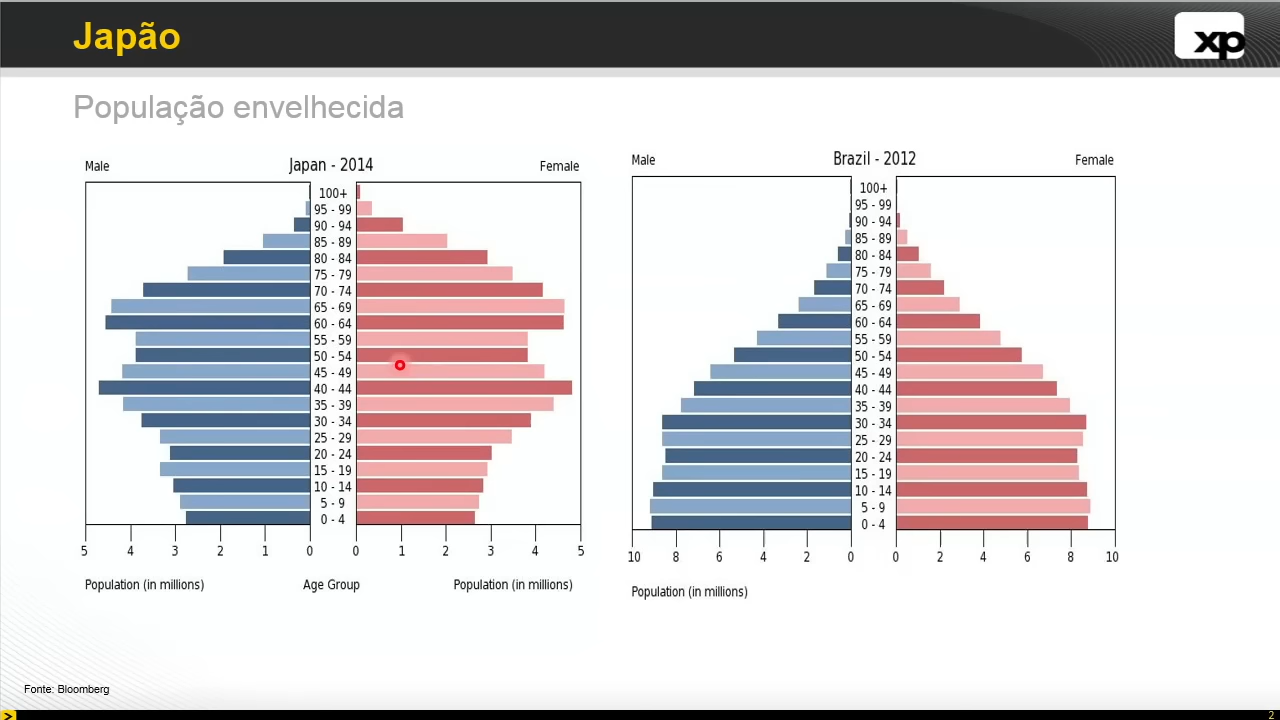 Japão
xp
População envelhecida
Male
Japan - 2014
Female
100+
95 - 99
90 - 94
85 - 89
80 - 84
75 - 79
70 - 74
65 - 69
60 - 64
55 - 59
50 - 54
45 - 49
40 - 44
35 - 39
30 - 34
25 - 29
20 - 24
15 - 19
10 - 14
5 - 9
0 - 4
5 4 3 2 1 0 0 1 2 3 4 5
Population (in millions)
Age Group
Population (in millions)
Male
Brazil - 2012
Female
100+
95 - 99
90 - 94
85 - 89
80 - 84
75 - 79
70 - 74
65 - 69
60 - 64
55 - 59
50 - 54
45 - 49
40 - 44
35 - 39
30 - 34
25 - 29
20 - 24
15 - 19
10 - 14
5 - 9
0 - 4
10 8 6 4 2 0 0 2 4 6 8 10
Population (in millions)
Fonte: Bloomberg
2